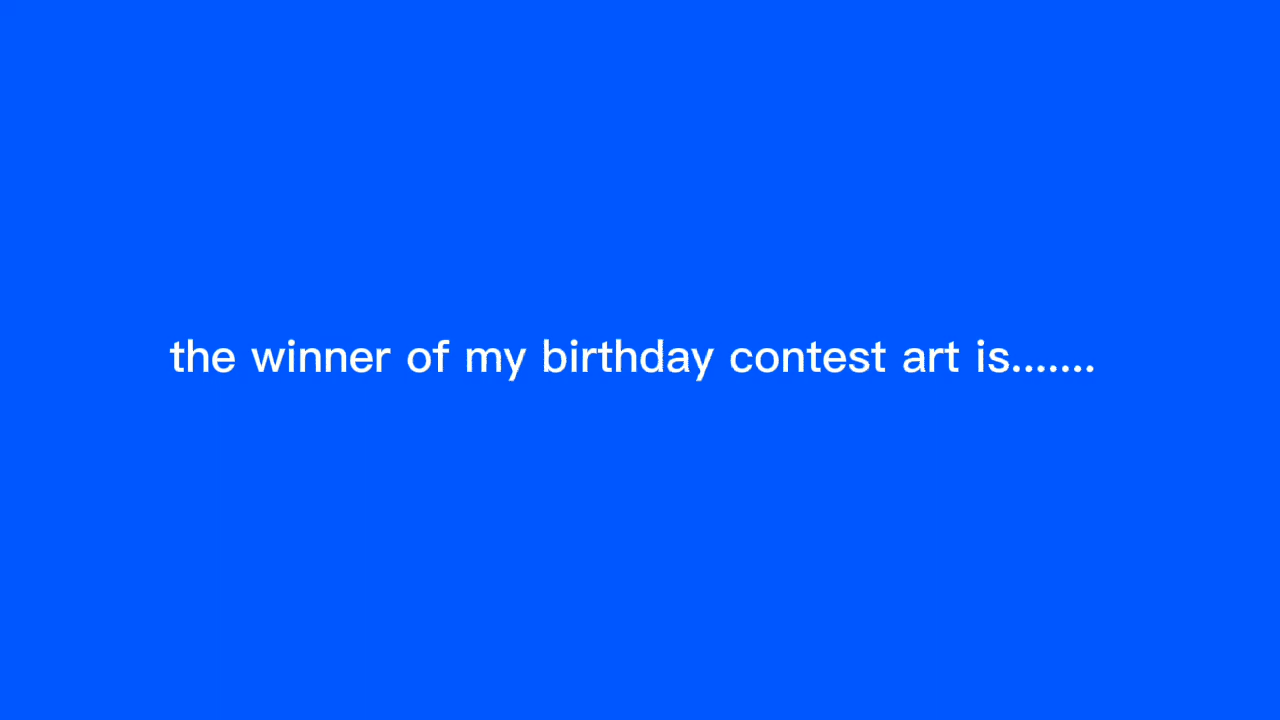 the winner of my birthday contest art is.......